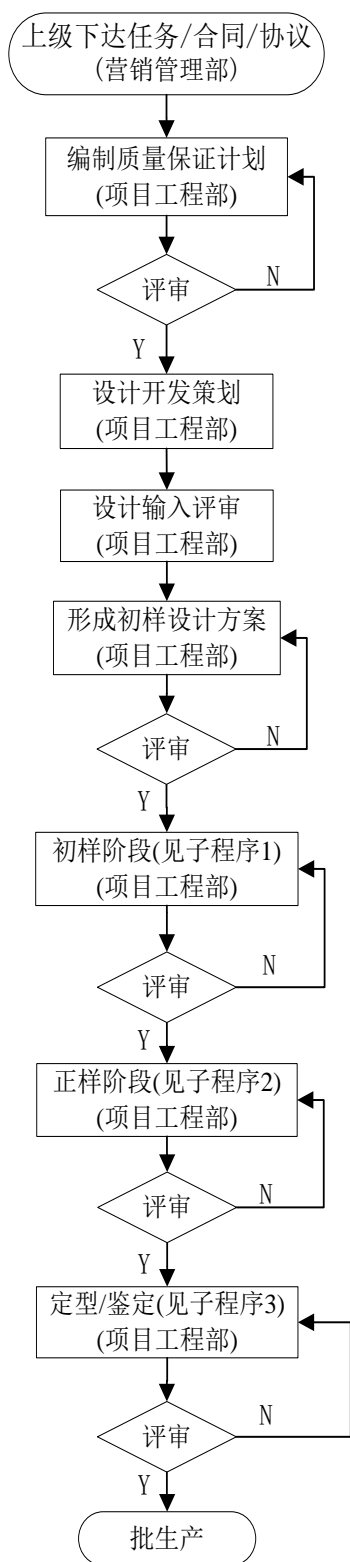 上级下达任务/合同/协议
(营销管理部)
编制质量保证计划
(项目工程部)
评审
N
Y
设计开发策划
(项目工程部)
设计输入评审
(项目工程部)
形成初样设计方案
(项目工程部)
评审
N
Y
初样阶段(见子程序1)
(项目工程部)
N
评审
Y
正样阶段(见子程序2)
(项目工程部)
评审
N
Y
定型/鉴定(见子程序3)
(项目工程部)
N
评审
Y
批生产